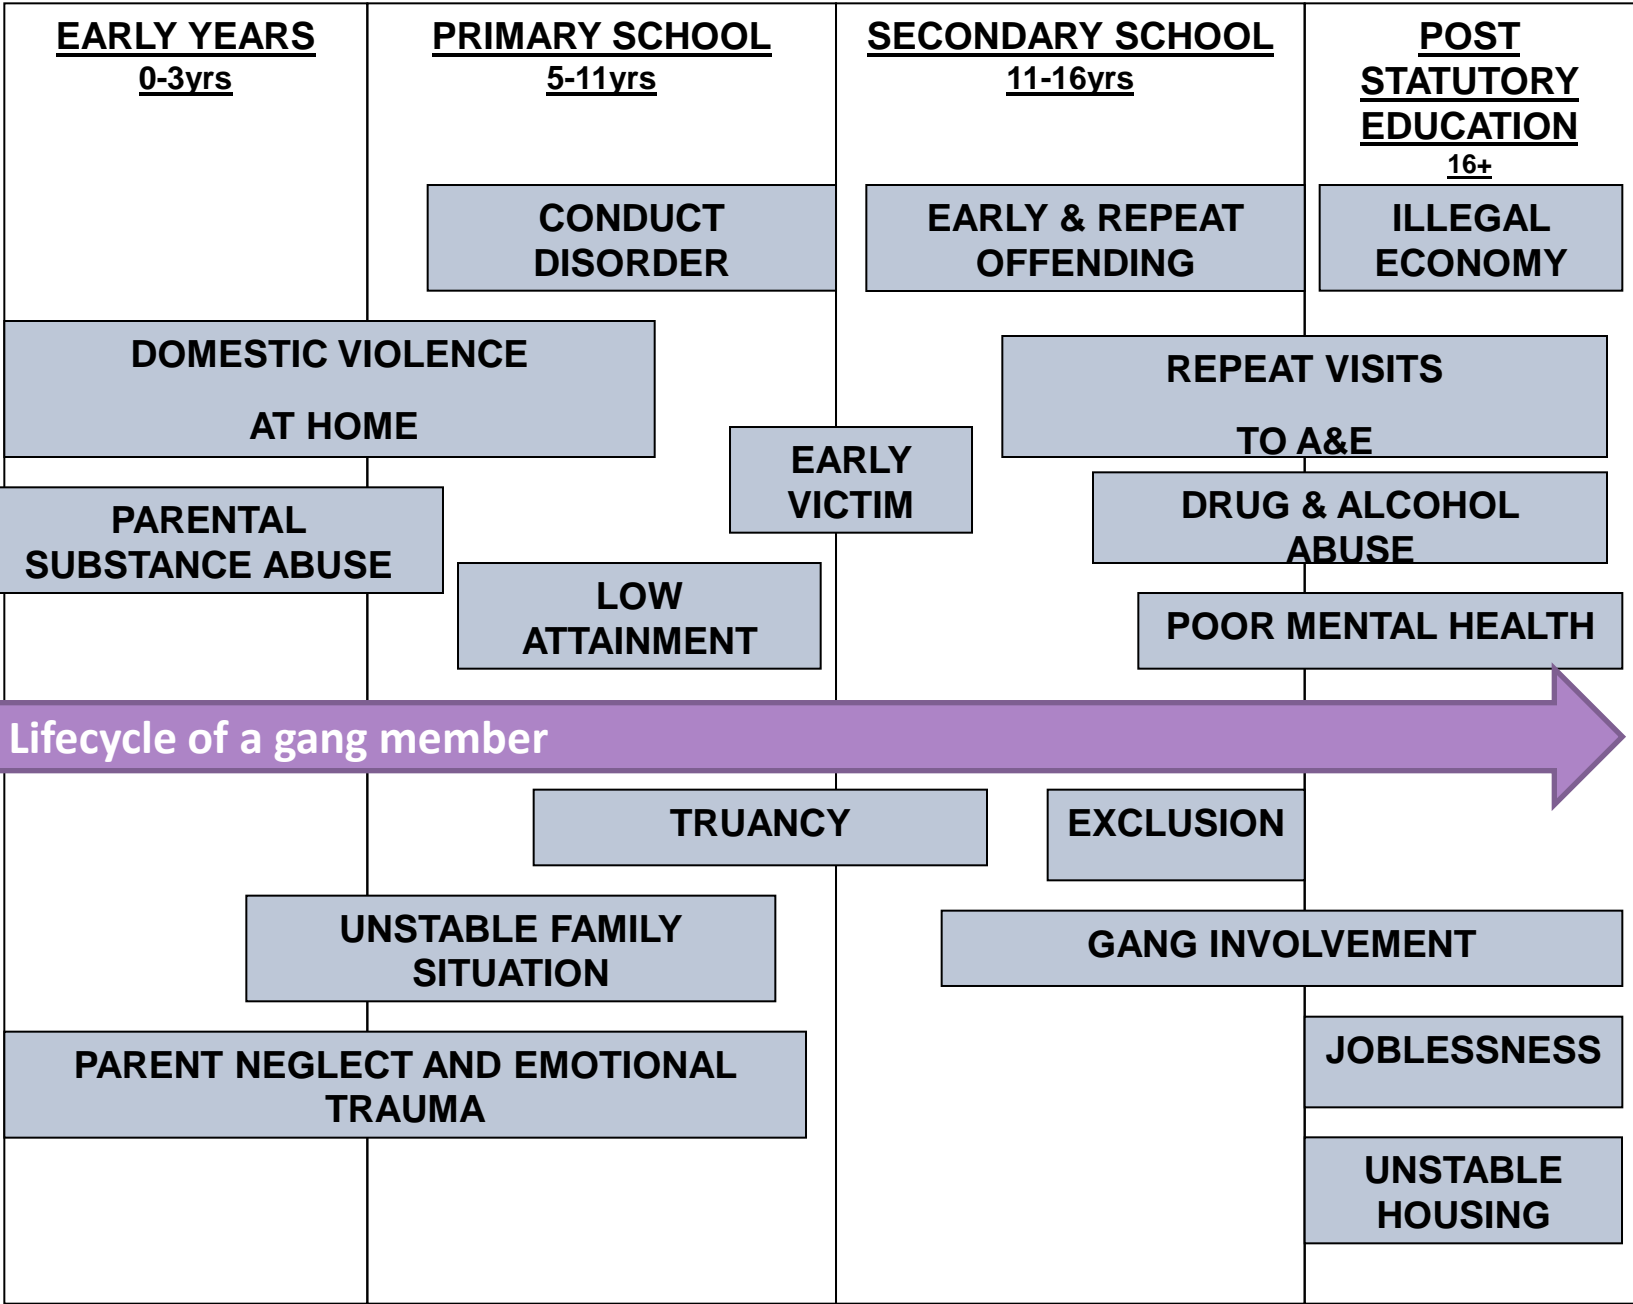 EARLY YEARS
0-3yrs
PRIMARY SCHOOL
5-11yrs
SECONDARY SCHOOL
11-16yrs
POST
STATUTORY
EDUCATION
16+
CONDUCT
DISORDER
EARLY & REPEAT
OFFENDING
ILLEGAL
ECONOMY
DOMESTIC VIOLENCE
AT HOME
REPEAT VISITS
TO A&E
EARLY
VICTIM
PARENTAL
SUBSTANCE ABUSE
DRUG & ALCOHOL
ABUSE
LOW
ATTAINMENT
POOR MENTAL HEALTH
Lifecycle of a gang member
TRUANCY
EXCLUSION
UNSTABLE FAMILY
SITUATION
GANG INVOLVEMENT
PARENT NEGLECT AND EMOTIONAL
TRAUMA
JOBLESSNESS
UNSTABLE
HOUSING